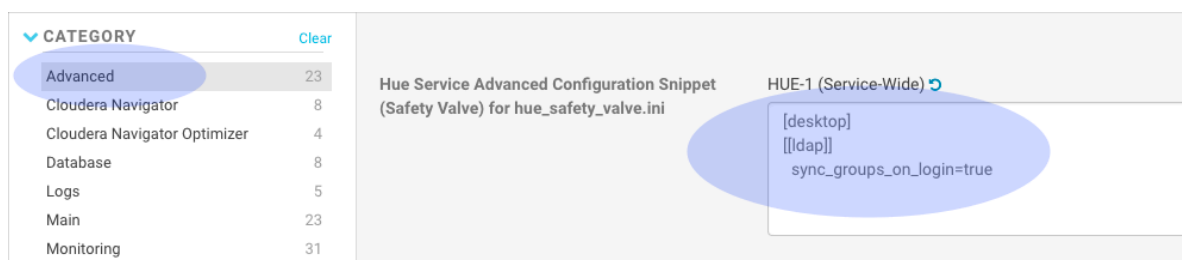 CATEGORY Clear
Advanced 23
Cloudera Navigator 8
Cloudera Navigator Optimizer 4
Database 8
Logs 5
Main 23
Monitoring 31
Hue Service Advanced Configuration Snippet
(Safety Valve) for hue_safety_valve.ini
HUE-1 (Service-Wide)
[desktop]
[[ldap]]
sync_groups_on_login=true